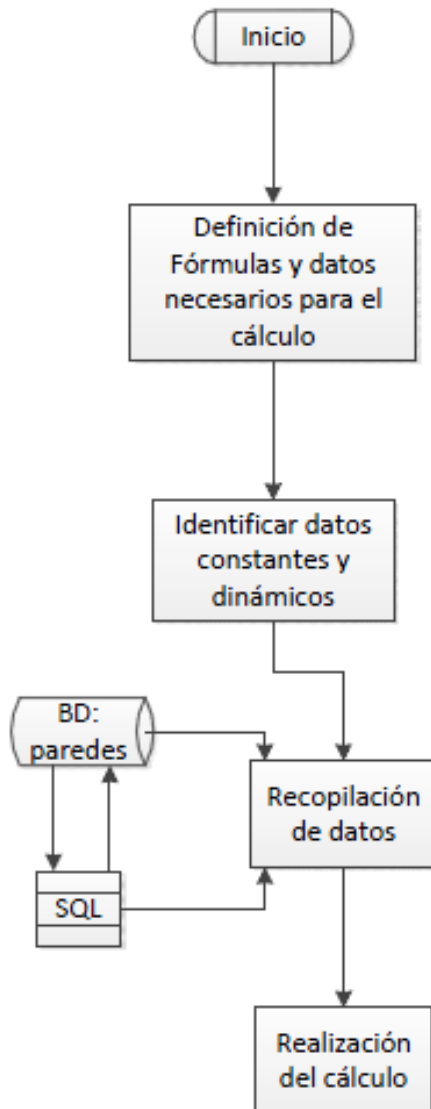 Inicio
Definición de
Fórmulas y datos
necesarios para el
cálculo
Identificar datos
constantes y
dinámicos
BD:
paredes
Recopilación
de datos
SQL
Realización
del cálculo